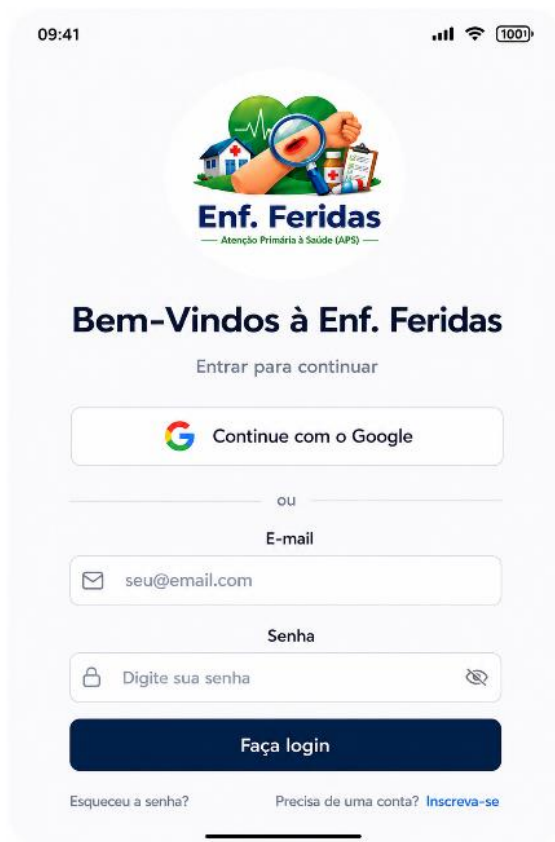 09:41
100
Enf. Feridas
Atenção Primária à Saúde (APS)
Bem-Vindos à Enf. Feridas
Entrar para continuar
Continue com o Google
ou
E-mail
seu@email.com
Senha
Digite sua senha
Faça login
Esqueceu a senha? Precisa de uma conta? Inscreva-se